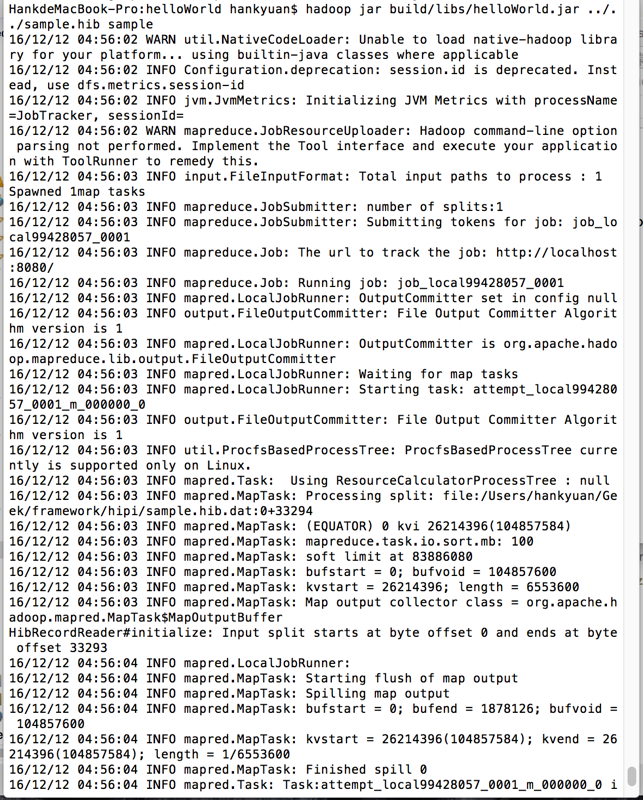 HankdeMacBook-Pro:helloWorld hankyuan$ hadoop jar build/libs/helloWorld.jar ../.
./sample.hib sample
16/12/12 04:56:02 WARN util.NativeCodeLoader: Unable to load native-hadoop libra
ry for your platform... using builtin-java classes where applicable
16/12/12 04:56:02 INFO Configuration.deprecation: session.id is deprecated. Inst
ead, use dfs.metrics.session-id
16/12/12 04:56:02 INFO jvm.JvmMetrics: Initializing JVM Metrics with processName
=JobTracker, sessionId=
16/12/12 04:56:02 WARN mapreduce.JobResourceUploader: Hadoop command-line option
 parsing not performed. Implement the Tool interface and execute your applicatio
n with ToolRunner to remedy this.
16/12/12 04:56:03 INFO input.FileInputFormat: Total input paths to process : 1
Spawned 1map tasks
16/12/12 04:56:03 INFO mapreduce.JobSubmitter: number of splits:1
16/12/12 04:56:03 INFO mapreduce.JobSubmitter: Submitting tokens for job: job_lo
cal99428057_0001
16/12/12 04:56:03 INFO mapreduce.Job: The url to track the job: http://localhost
:8080/
16/12/12 04:56:03 INFO mapreduce.Job: Running job: job_local99428057_0001
16/12/12 04:56:03 INFO mapred.LocalJobRunner: OutputCommitter set in config null
16/12/12 04:56:03 INFO output.FileOutputCommitter: File Output Committer Algorit
hm version is 1
16/12/12 04:56:03 INFO mapred.LocalJobRunner: OutputCommitter is org.apache.hado
op.mapreduce.lib.output.FileOutputCommitter
16/12/12 04:56:03 INFO mapred.LocalJobRunner: Waiting for map tasks
16/12/12 04:56:03 INFO mapred.LocalJobRunner: Starting task: attempt_local994280
57_0001_m_000000_0
16/12/12 04:56:03 INFO output.FileOutputCommitter: File Output Committer Algorit
hm version is 1
16/12/12 04:56:03 INFO util.ProcfsBasedProcessTree: ProcfsBasedProcessTree curre
ntly is supported only on Linux.
16/12/12 04:56:03 INFO mapred.Task:  Using ResourceCalculatorProcessTree : null
16/12/12 04:56:03 INFO mapred.MapTask: Processing split: file:/Users/hankyuan/Ge
ek/framework/hipi/sample.hib.dat:0+33294
16/12/12 04:56:03 INFO mapred.MapTask: (EQUATOR) 0 kvi 26214396(104857584)
16/12/12 04:56:03 INFO mapred.MapTask: mapreduce.task.io.sort.mb: 100
16/12/12 04:56:03 INFO mapred.MapTask: soft limit at 83886080
16/12/12 04:56:03 INFO mapred.MapTask: bufstart = 0; bufvoid = 104857600
16/12/12 04:56:03 INFO mapred.MapTask: kvstart = 26214396; length = 6553600
16/12/12 04:56:03 INFO mapred.MapTask: Map output collector class = org.apache.h
adoop.mapred.MapTask$MapOutputBuffer
HibRecordReader#initialize: Input split starts at byte offset 0 and ends at byte
 offset 33293
16/12/12 04:56:04 INFO mapred.LocalJobRunner:
16/12/12 04:56:04 INFO mapred.MapTask: Starting flush of map output
16/12/12 04:56:04 INFO mapred.MapTask: Spilling map output
16/12/12 04:56:04 INFO mapred.MapTask: bufstart = 0; bufend = 1878126; bufvoid =
 104857600
16/12/12 04:56:04 INFO mapred.MapTask: kvstart = 26214396(104857584); kvend = 26
214396(104857584); length = 1/6553600
16/12/12 04:56:04 INFO mapred.MapTask: Finished spill 0
16/12/12 04:56:04 INFO mapred.Task: Task:attempt_local99428057_0001_m_000000_0 i